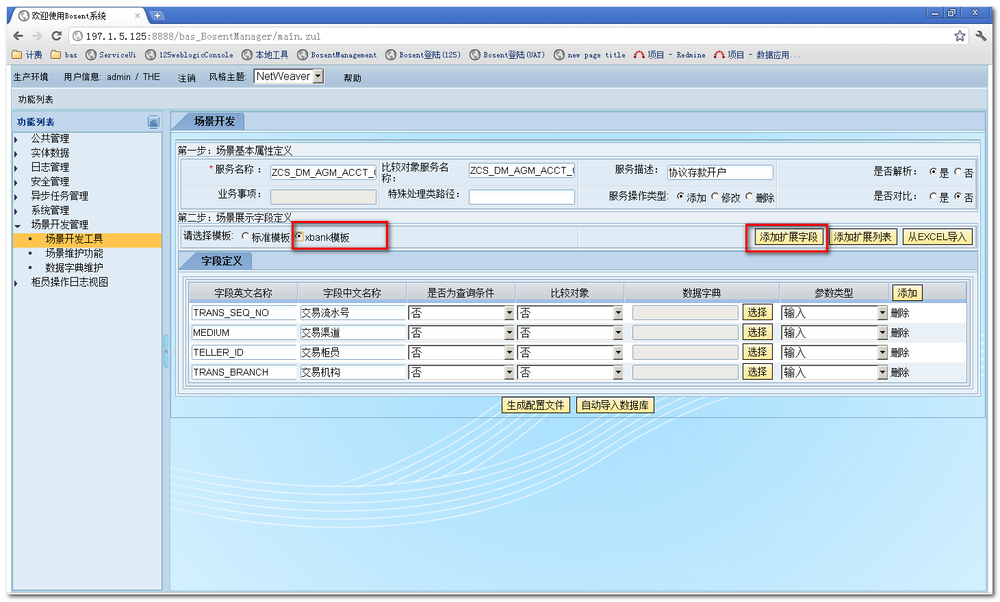 欢迎使用Bosent系统
197.1.5.125:8888/bas_BosentManager/main.zul
计费 bas ServiceUi 125weblogicConsole 本地工具 BosentManagement Bosent登陆(125) Bosent登陆(UAT) new page title 项目 - Redmine 项目 - 数据应用...
生产环境 用户信息: admin / THE 注销 风格主题: NetWeaver 帮助
功能列表
功能列表
公共管理
实体数据
日志管理
安全管理
异步任务管理
系统管理
场景开发管理
场景开发工具
场景维护功能
数据字典维护
柜员操作日志视图
场景开发
第一步：场景基本属性定义
*服务名称： ZCS_DM_AGM_ACCT_ 比较对象服务名称： ZCS_DM_AGM_ACCT_ 服务描述： 协议存款开户 是否解析： 是 否
业务事项： 特殊处理类路径： 服务操作类型: 添加 修改 删除 是否对比： 是 否
第二步：场景展示字段定义
请选择模板: 标准模板 xbank模板 添加扩展字段 添加扩展列表 从EXCEL导入
字段定义
字段英文名称 字段中文名称 是否为查询条件 比较对象 数据字典 参数类型 添加
TRANS_SEQ_NO 交易流水号 否 否 选择 输入 删除
MEDIUM 交易渠道 否 否 选择 输入 删除
TELLER_ID 交易柜员 否 否 选择 输入 删除
TRANS_BRANCH 交易机构 否 否 选择 输入 删除
生成配置文件 自动导入数据库